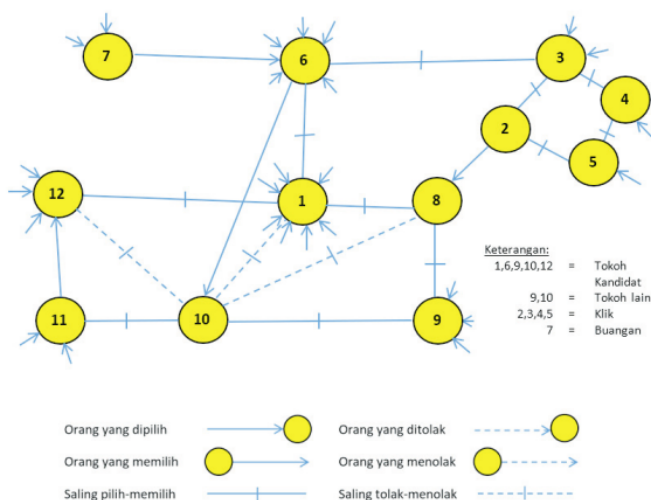 7
6
3
4
2
5
12
1
8
11
10
9
Keterangan:
1,6,9,10,12 = Tokoh
Kandidat
9,10 = Tokoh lain
2,3,4,5 = Klik
7 = Buangan
Orang yang dipilih
Orang yang ditolak
Orang yang memilih
Orang yang menolak
Saling pilih-memilih
Saling tolak-menolak